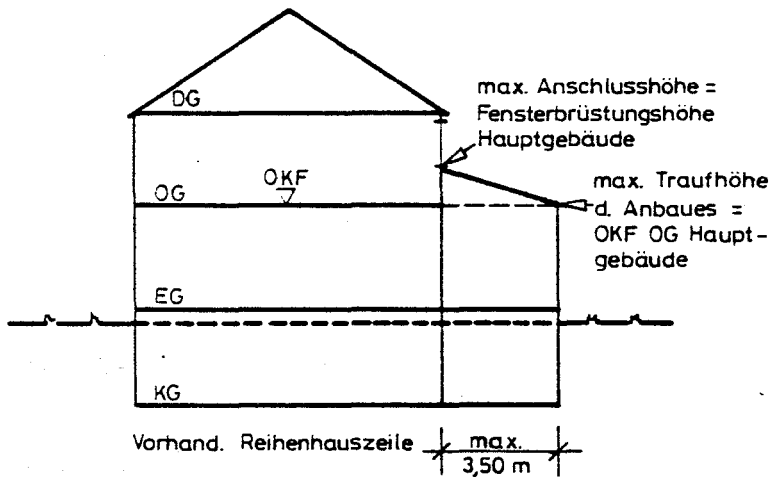 DG
max. Anschlusshöhe =
Fensterbrüstungshöhe
Hauptgebäude
OKF
OG
max. Traufhöhe
d. Anbaues =
OKF OG Haupt-
gebäude
EG
KG
Vorhand. Reihenhauszeile
max.
3,50 m